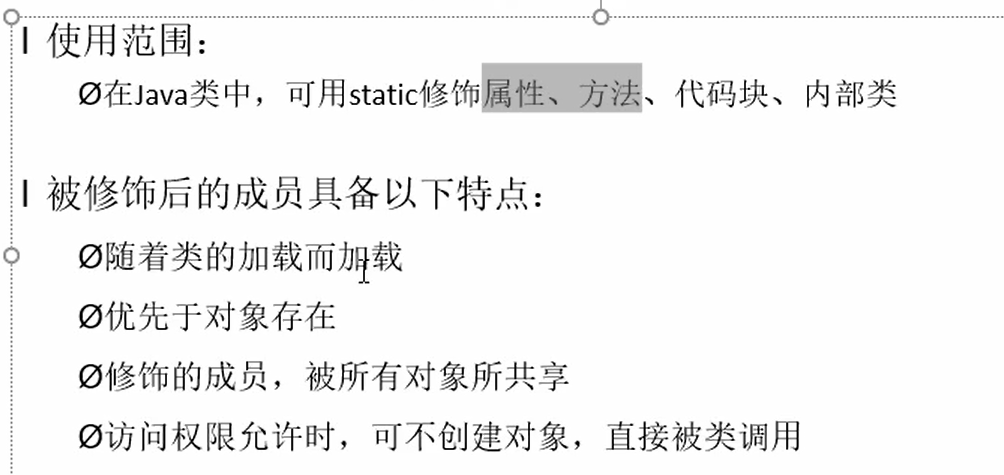 l 使用范围：
Ø在Java类中，可用static修饰属性、方法、代码块、内部类
l 被修饰后的成员具备以下特点：
Ø随着类的加载而加载
Ø优先于对象存在
Ø修饰的成员，被所有对象所共享
Ø访问权限允许时，可不创建对象，直接被类调用